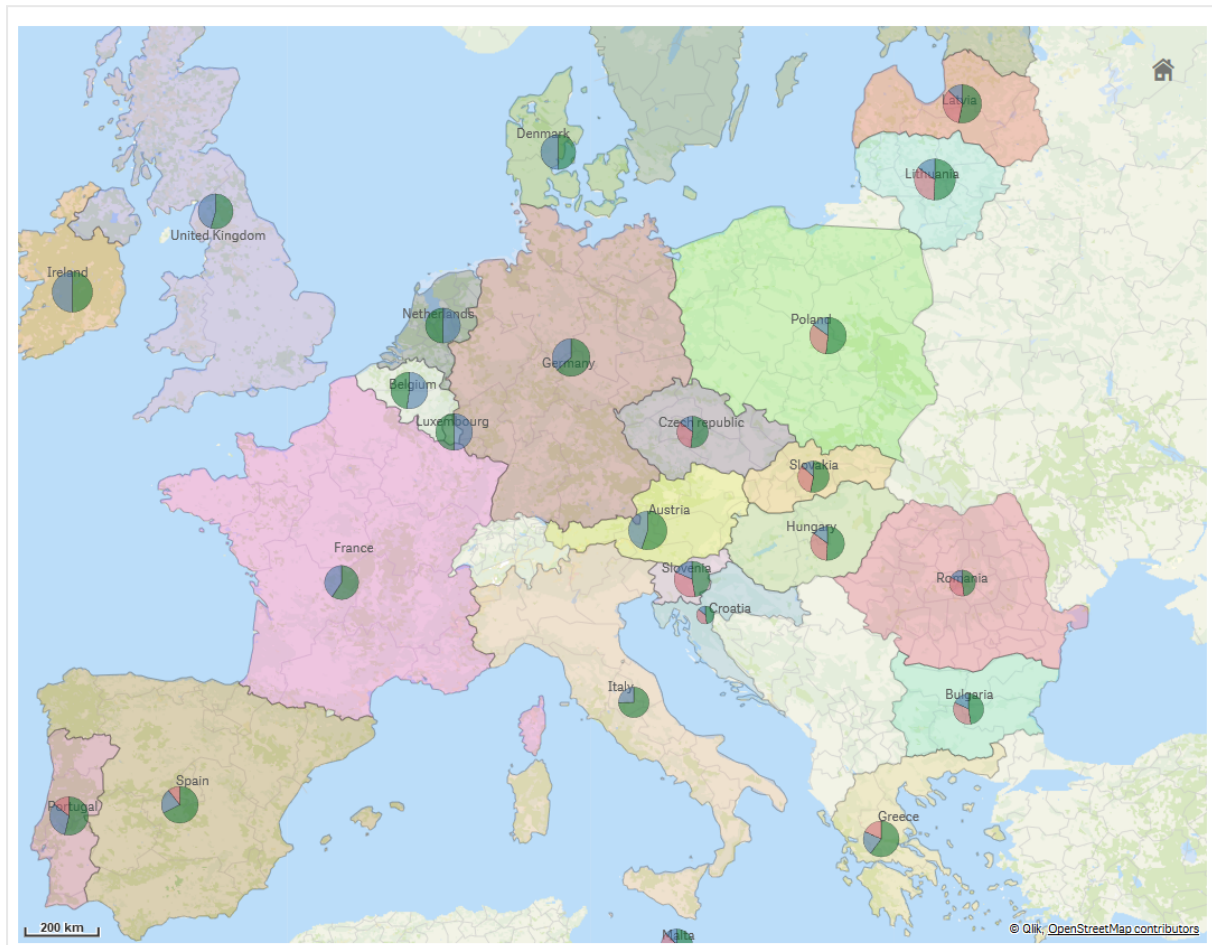 Latvia
Denmark
Lithuania
United Kingdom
Ireland
Netherlands
Poland
Germany
Belgium
Luxembourg
Czech republic
Slovakia
Austria
Hungary
France
Slovenia
Romania
Croatia
Italy
Bulgaria
Spain
Portugal
Greece
200 km
© Qlik, OpenStreetMap contributors
Malta